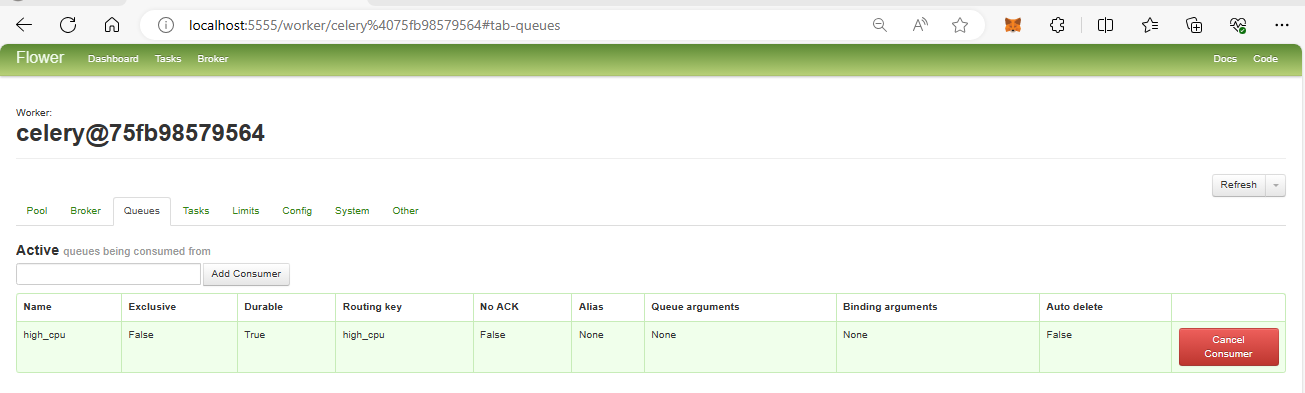 localhost:5555/worker/celery%4075fb98579564#tab-queues
Flower Dashboard Tasks Broker Docs Code
Worker:
celery@75fb98579564
Refresh
Pool Broker Queues Tasks Limits Config System Other
Active queues being consumed from
Add Consumer
Name Exclusive Durable Routing key No ACK Alias Queue arguments Binding arguments Auto delete
high_cpu False True high_cpu False None None None False Cancel
Consumer